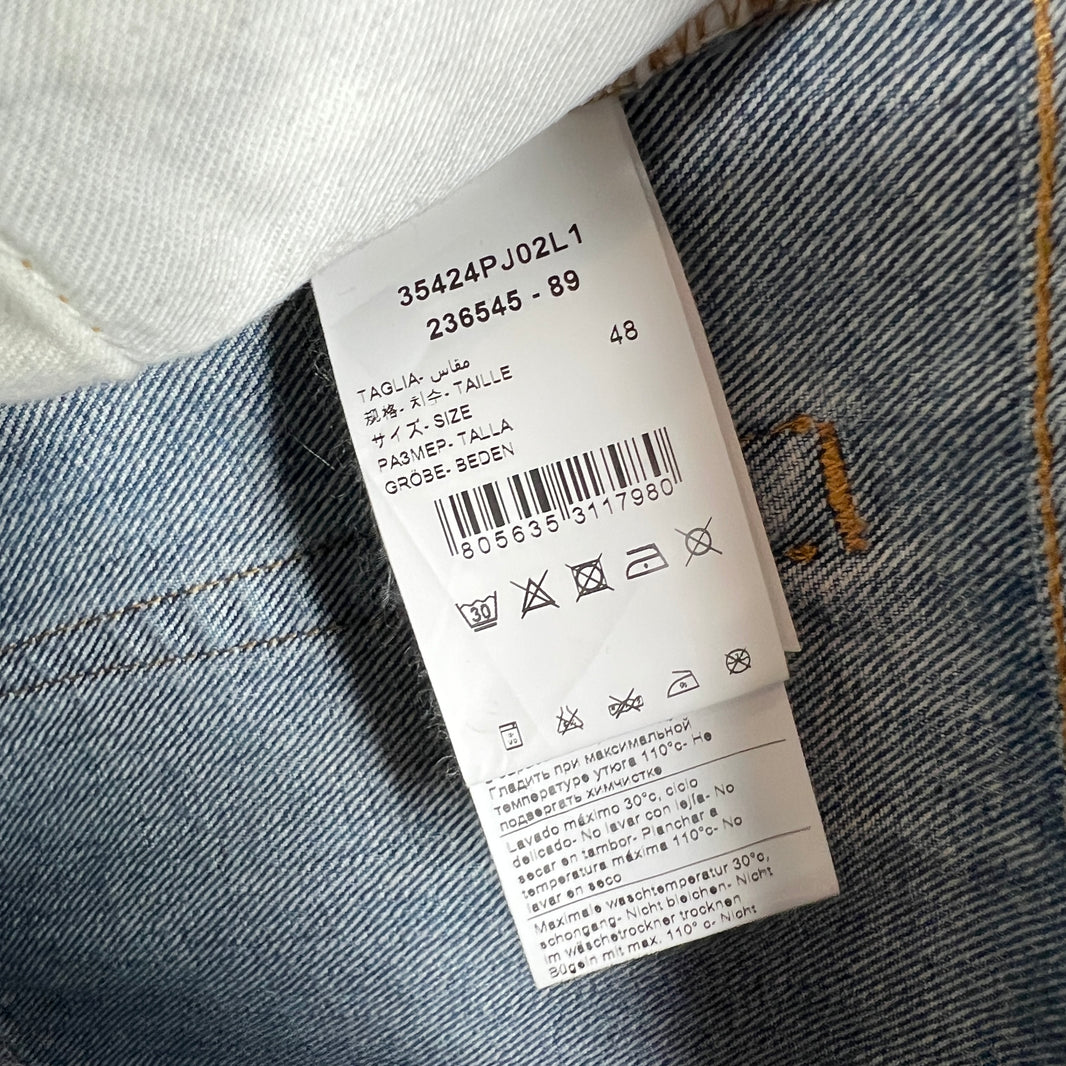 35424PJ02L1
236545 - 89
48
TAGLIA- مقاس
规格- 치수- TAILLE
サイズ- SIZE
РАЗМЕР- TALLA
GRÖBE- BEDEN
805635 3117980
30
Гладить при максимальной
температуре утюга 110°c- Не
подвергать химчистке
Lavado máximo 30°c, ciclo
delicado- No lavar con lejía- No
secar en tambor- Planchar a
temperatura máxima 110°c- No
lavar en seco
Maximale waschtemperatur 30°c,
schongang- Nicht bleichen- Nicht
im wäschetrockner trocknen
Bügeln mit max. 110° c- Nicht